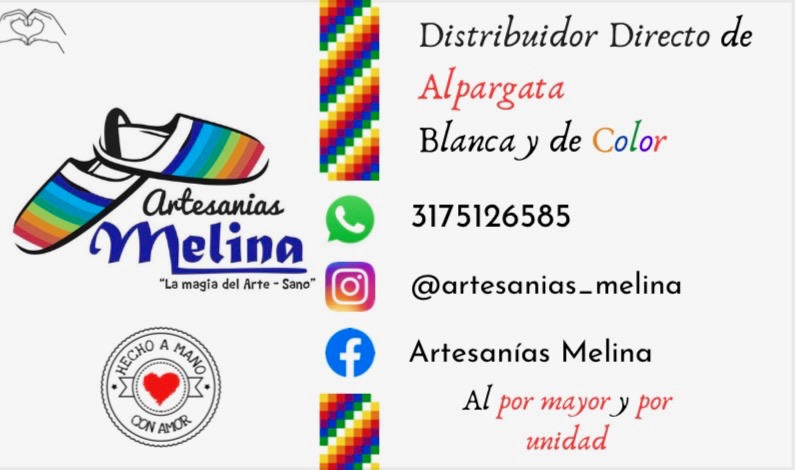 Artesanias
Melina
"La magia del Arte - Sano"
HECHO A MANO
CON AMOR
Distribuidor Directo de
Alpargata
Blanca y de Color
3175126585
@artesanias_melina
Artesanías Melina
Al por mayor y por
unidad